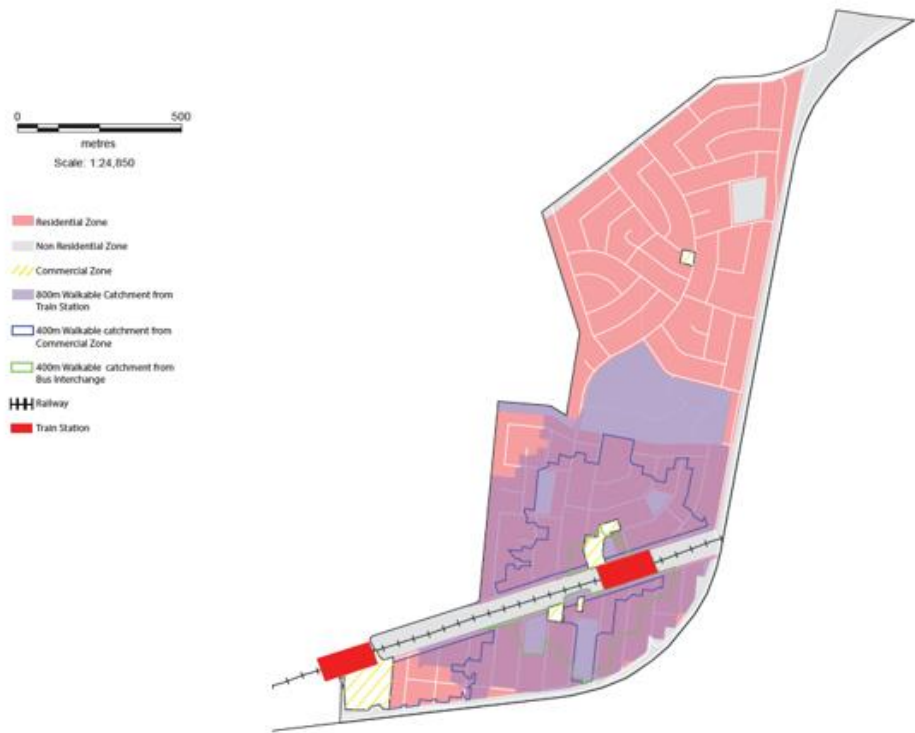 0 500
metres
Scale: 1:24,850
Residential Zone
Non Residential Zone
Commercial Zone
800m Walkable Catchment from
Train Station
400m Walkable catchment from
Commercial Zone
400m Walkable catchment from
Bus Interchange
Railway
Train Station